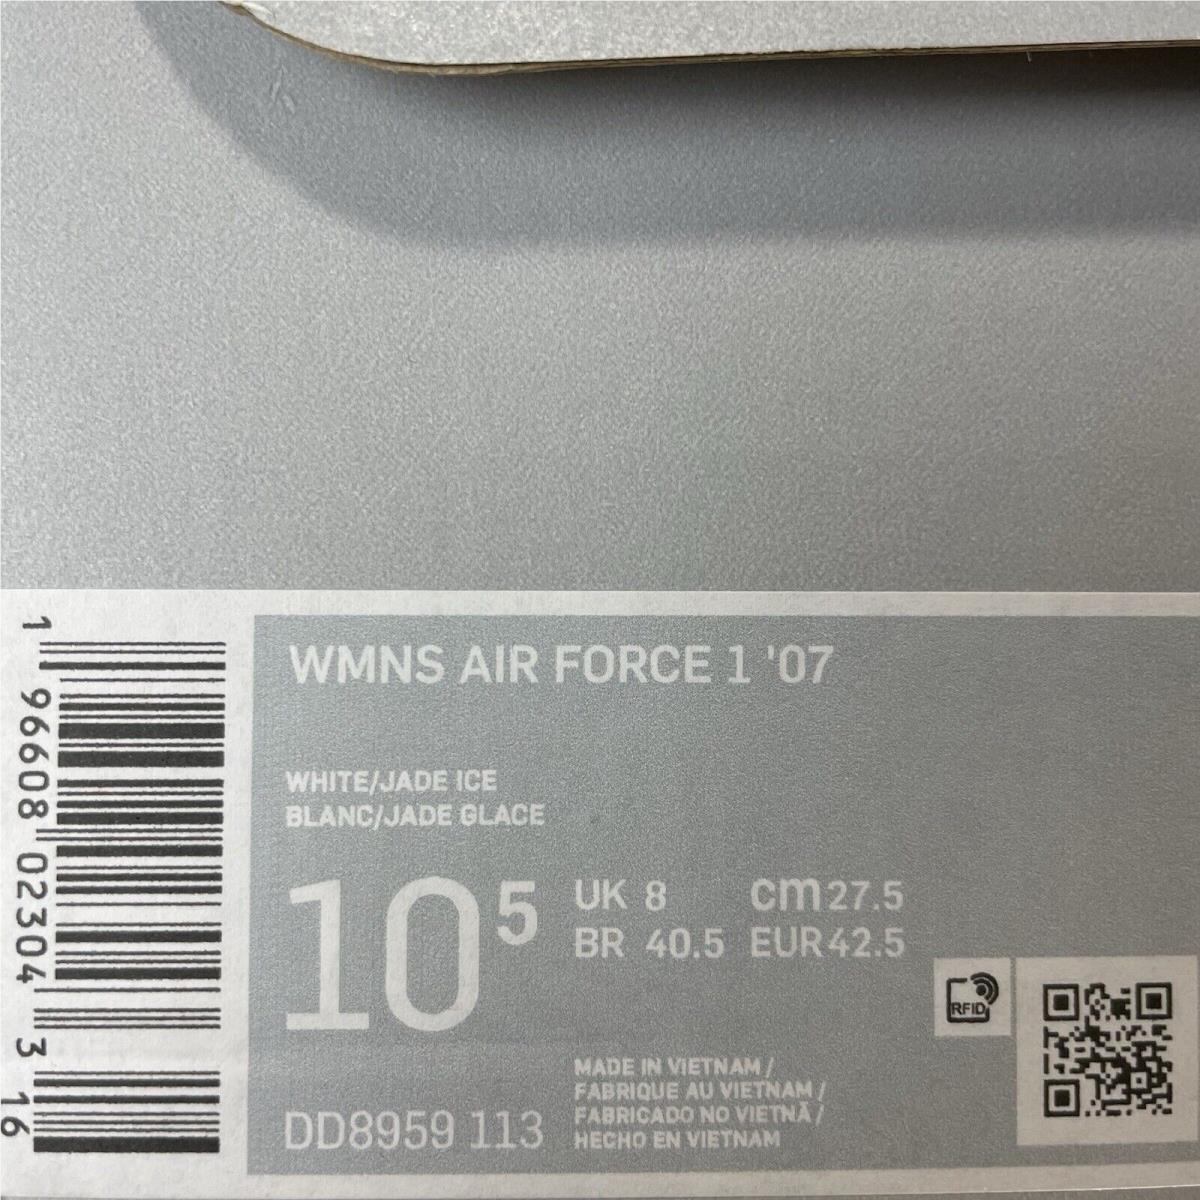 WMNS AIR FORCE 1 '07
WHITE/JADE ICE
BLANC/JADE GLACE
10 5
UK 8 cm 27.5
BR 40.5 EUR 42.5
RFID
MADE IN VIETNAM /
FABRIQUE AU VIETNAM /
FABRICADO NO VIETNÃ /
HECHO EN VIETNAM
DD8959 113
1 96608 02304 3 16